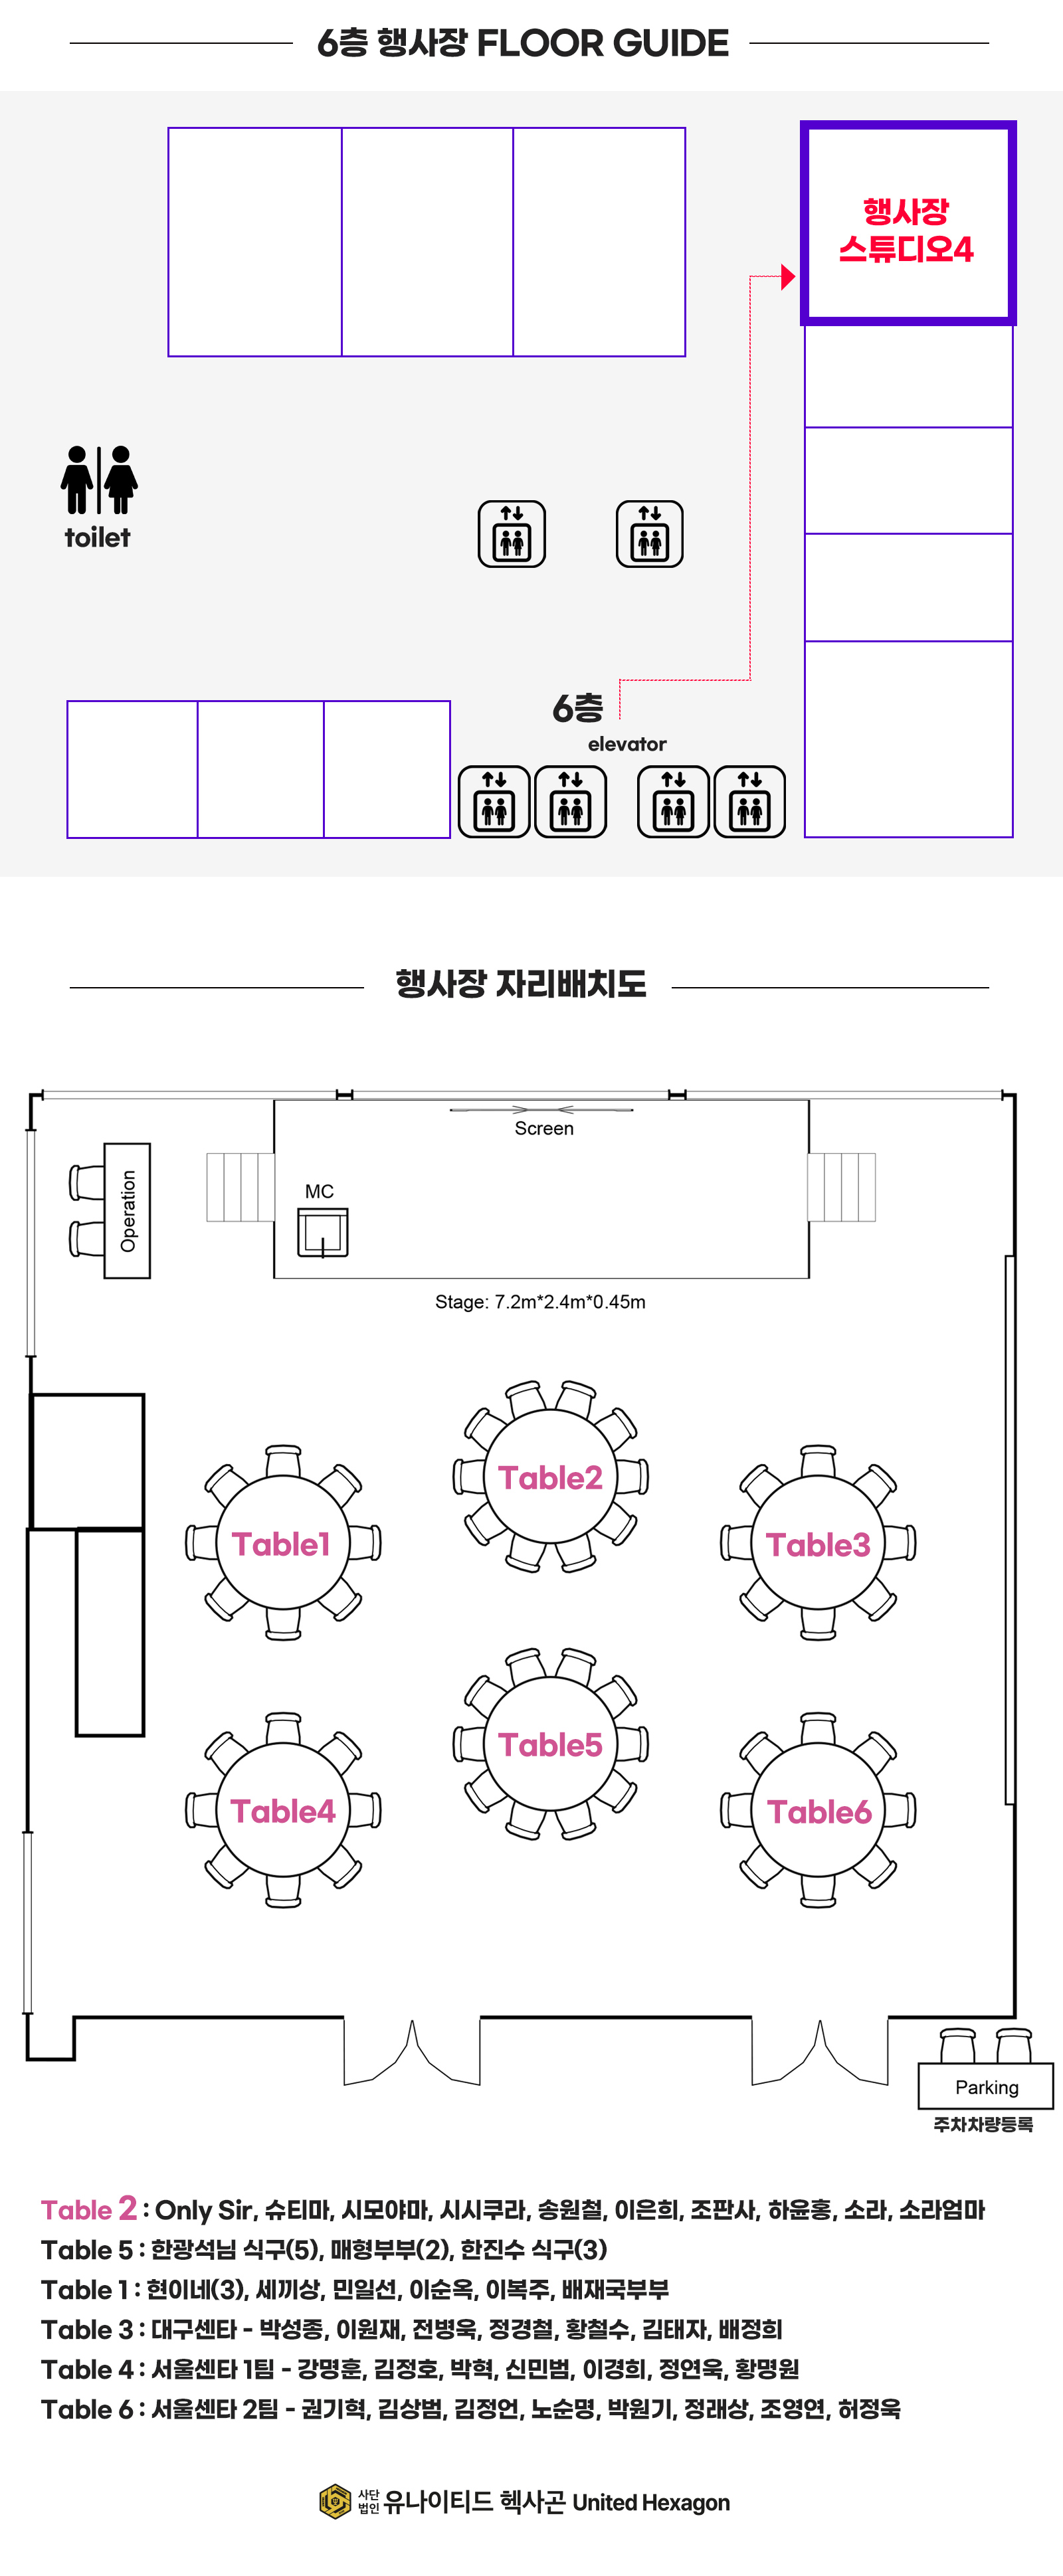 6층 행사장 FLOOR GUIDE
행사장
스튜디오4
toilet
6층
elevator
행사장 자리배치도
Screen
Operation
MC
Stage: 7.2m*2.4m*0.45m
Table2
Table1
Table3
Table5
Table4
Table6
Parking
주차차량등록
Table 2 : Only Sir, 슈티마, 시모야마, 시시쿠라, 송원철, 이은희, 조판사, 하윤홍, 소라, 소라엄마
Table 5 : 한광석님 식구(5), 매형부부(2), 한진수 식구(3)
Table 1 : 현이네(3), 세끼상, 민일선, 이순옥, 이복주, 배재국부부
Table 3 : 대구센타 - 박성종, 이원재, 전병욱, 정경철, 황철수, 김태자, 배정희
Table 4 : 서울센타 1팀 - 강명훈, 김정호, 박혁, 신민범, 이경희, 정연욱, 황명원
Table 6 : 서울센타 2팀 - 권기혁, 김상범, 김정언, 노순명, 박원기, 정래상, 조영연, 허정욱
사단법인 유나이티드 헥사곤 United Hexagon